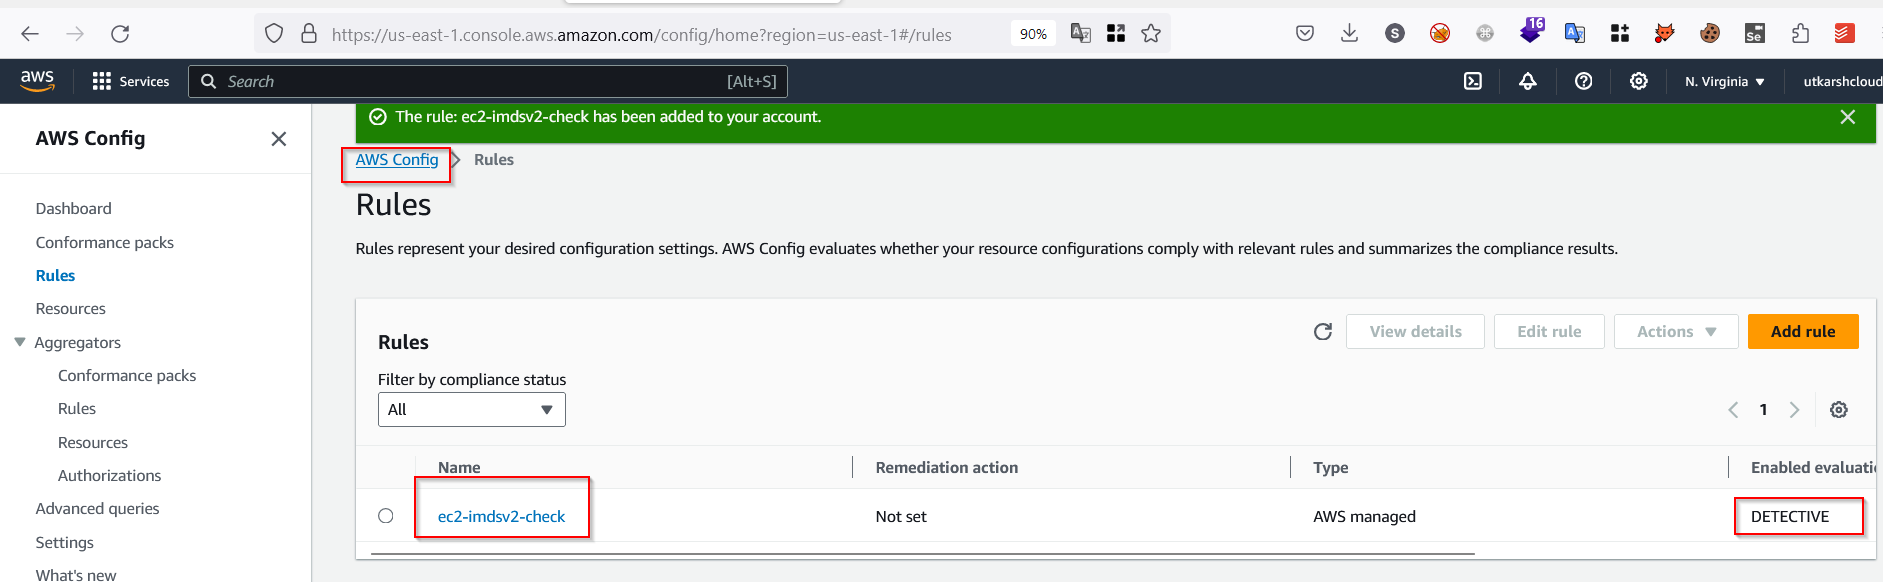 https://us-east-1.console.aws.amazon.com/config/home?region=us-east-1#/rules
90%
S
16
Se
aws
Services
Search
[Alt+S]
N. Virginia
utkarshcloud
AWS Config
The rule: ec2-imdsv2-check has been added to your account.
AWS Config
Rules
Dashboard
Conformance packs
Rules
Resources
Aggregators
Conformance packs
Rules
Resources
Authorizations
Advanced queries
Settings
What's new
Rules
Rules represent your desired configuration settings. AWS Config evaluates whether your resource configurations comply with relevant rules and summarizes the compliance results.
Rules
View details
Edit rule
Actions
Add rule
Filter by compliance status
All
1
Name
Remediation action
Type
Enabled evaluati
ec2-imdsv2-check
Not set
AWS managed
DETECTIVE